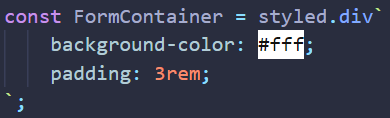 const FormContainer = styled.div`
    background-color: #fff;
    padding: 3rem;
`;